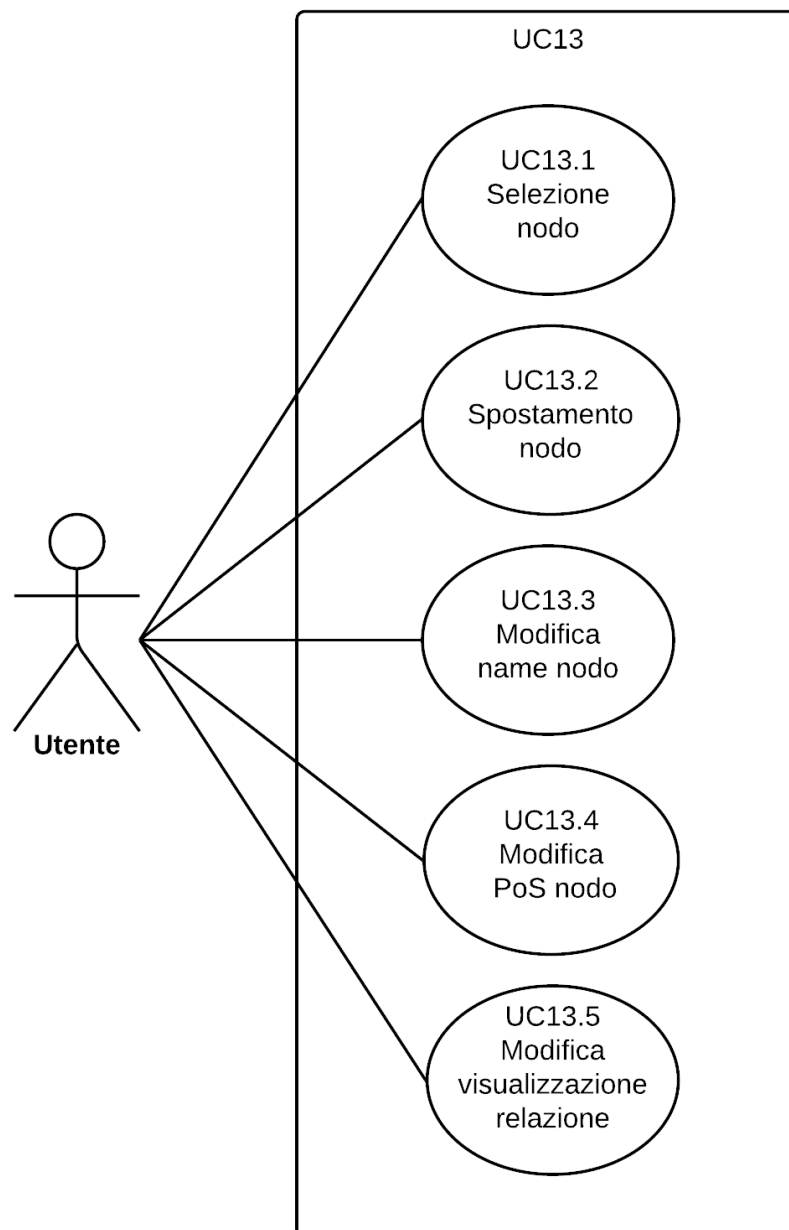 UC13
UC13.1
Selezione
nodo
UC13.2
Spostamento
nodo
UC13.3
Modifica
name nodo
Utente
UC13.4
Modifica
PoS nodo
UC13.5
Modifica
visualizzazione
relazione